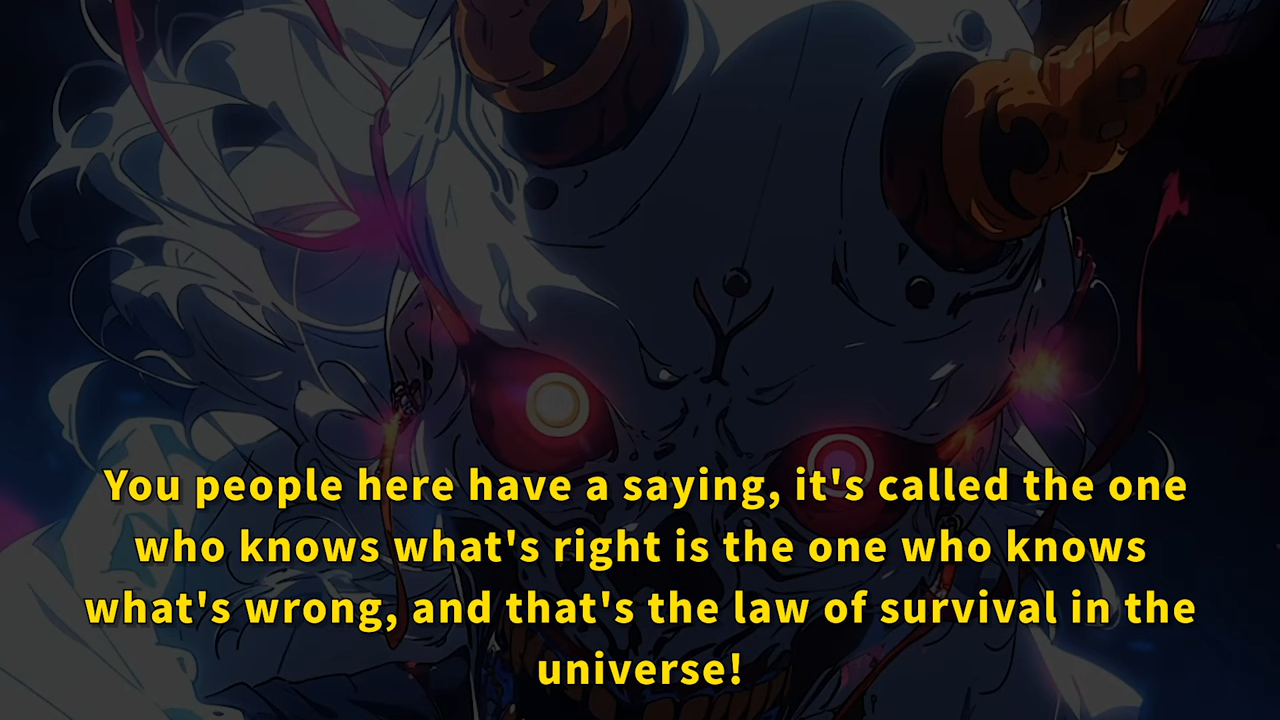 You people here have a saying, it's called the one
who knows what's right is the one who knows
what's wrong, and that's the law of survival in the
universe!